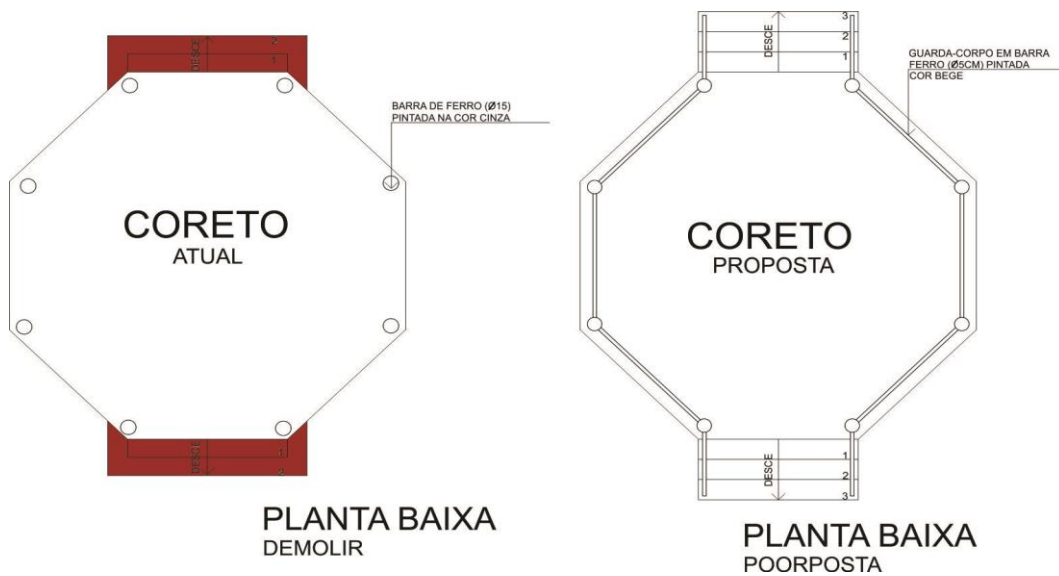 2
DESCE
1
BARRA DE FERRO (Ø15)
PINTADA NA COR CINZA
CORETO
ATUAL
DESCE
1
2
PLANTA BAIXA
DEMOLIR
3
DESCE
2
1
GUARDA-CORPO EM BARRA
FERRO (Ø5CM) PINTADA
COR BEGE
CORETO
PROPOSTA
1
DESCE
2
3
PLANTA BAIXA
POORPOSTA